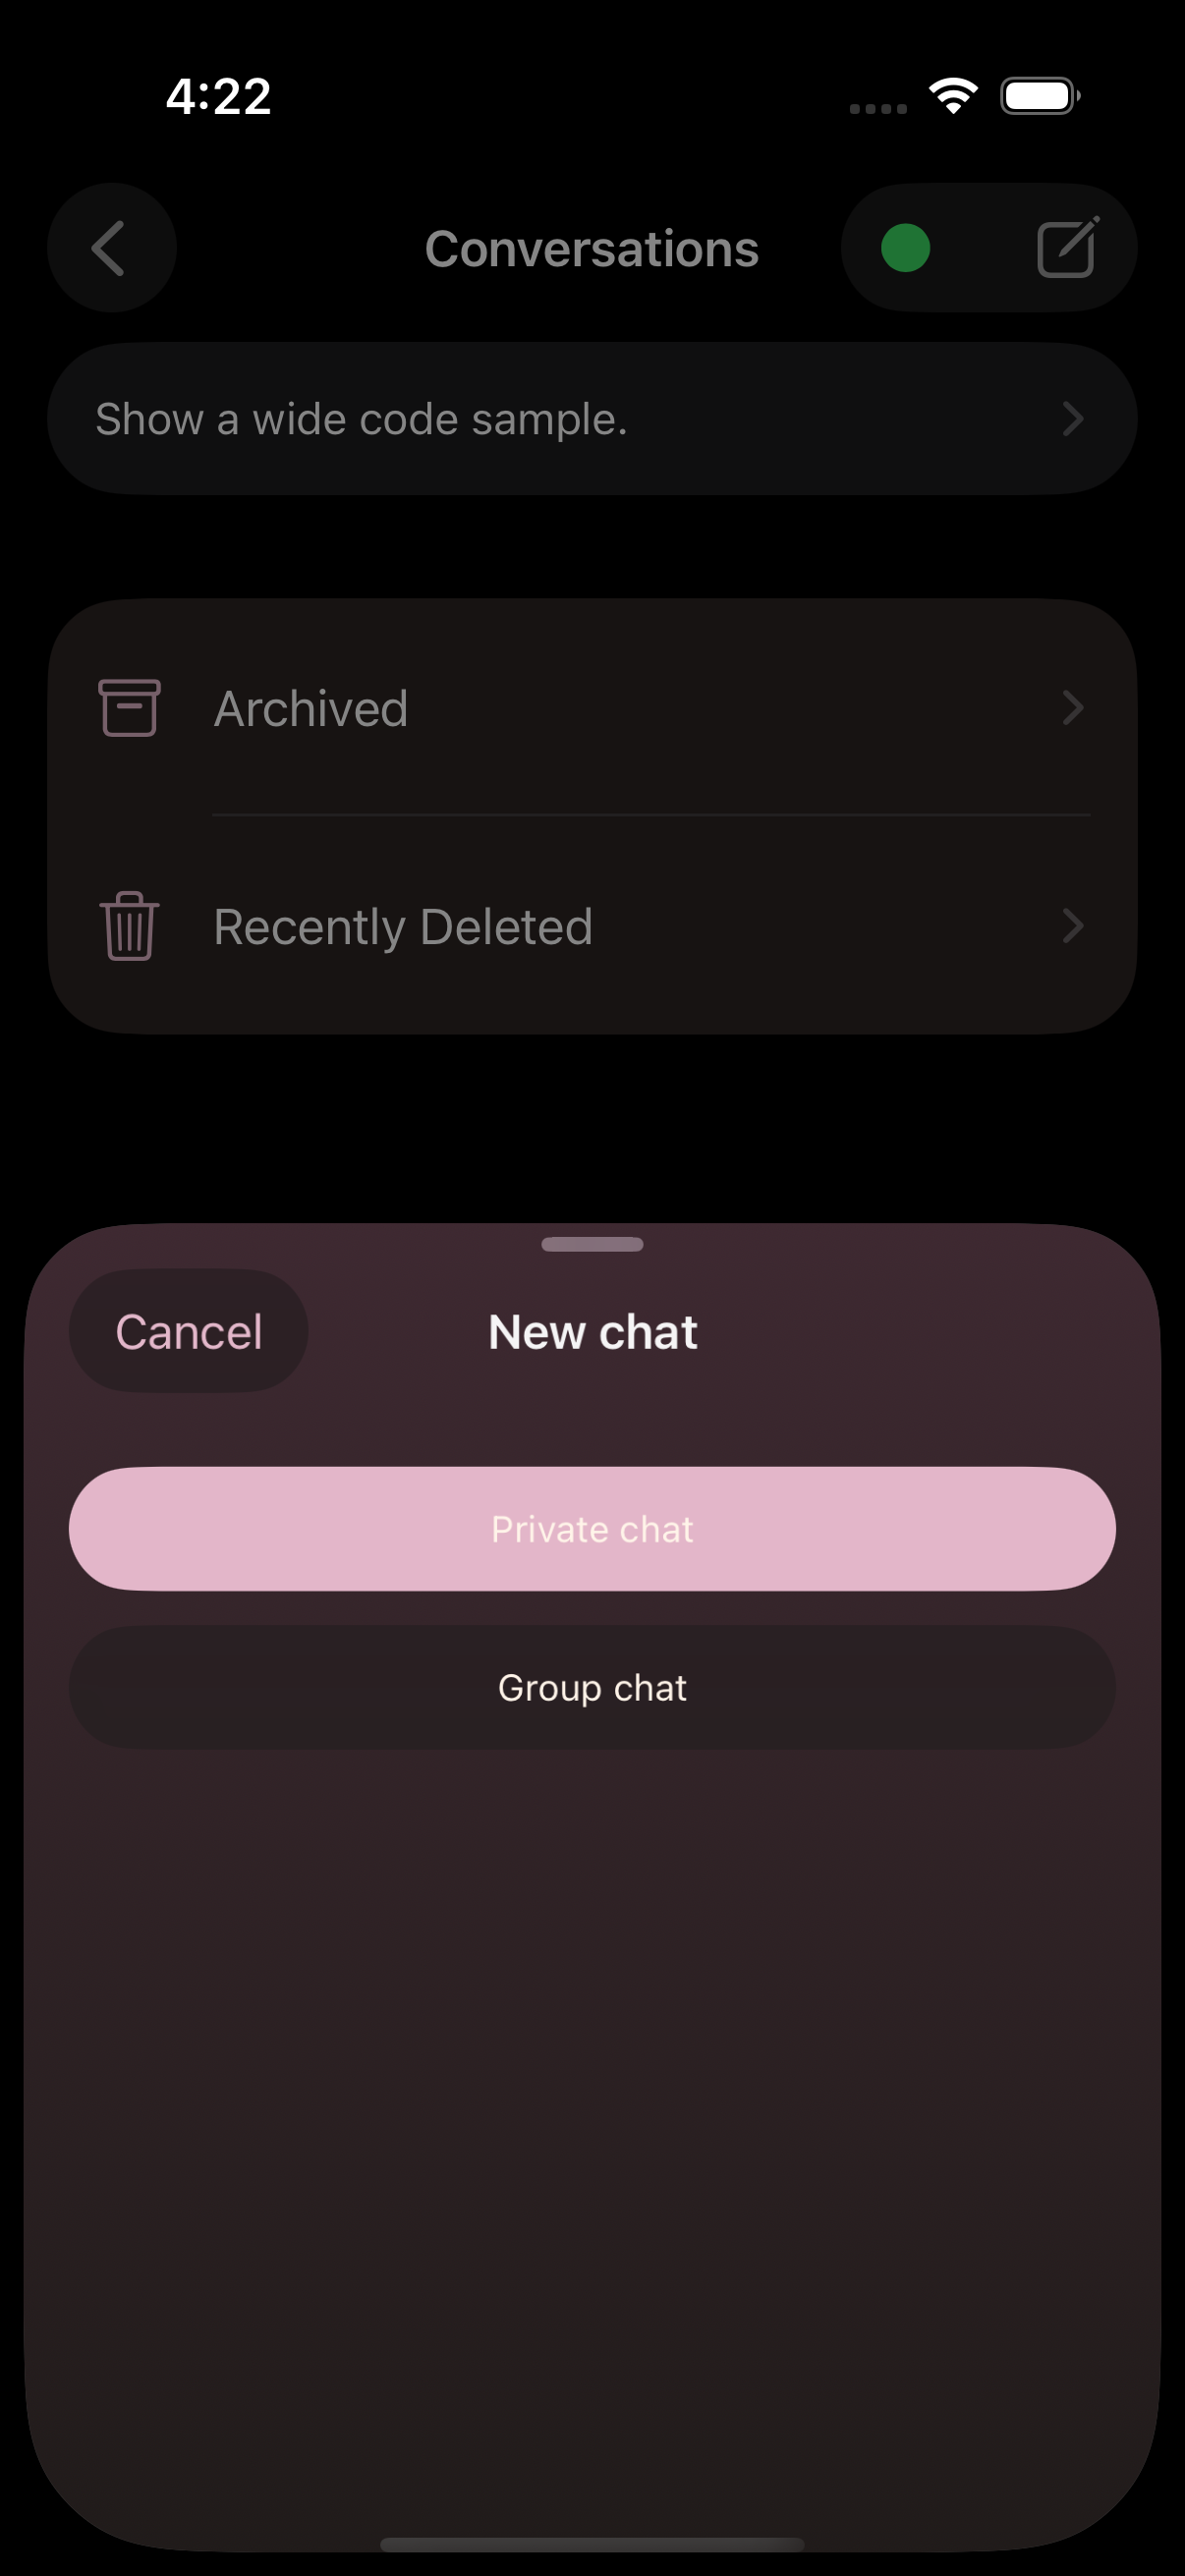 4:22
Conversations
Show a wide code sample.
Archived
Recently Deleted
Cancel
New chat
Private chat
Group chat